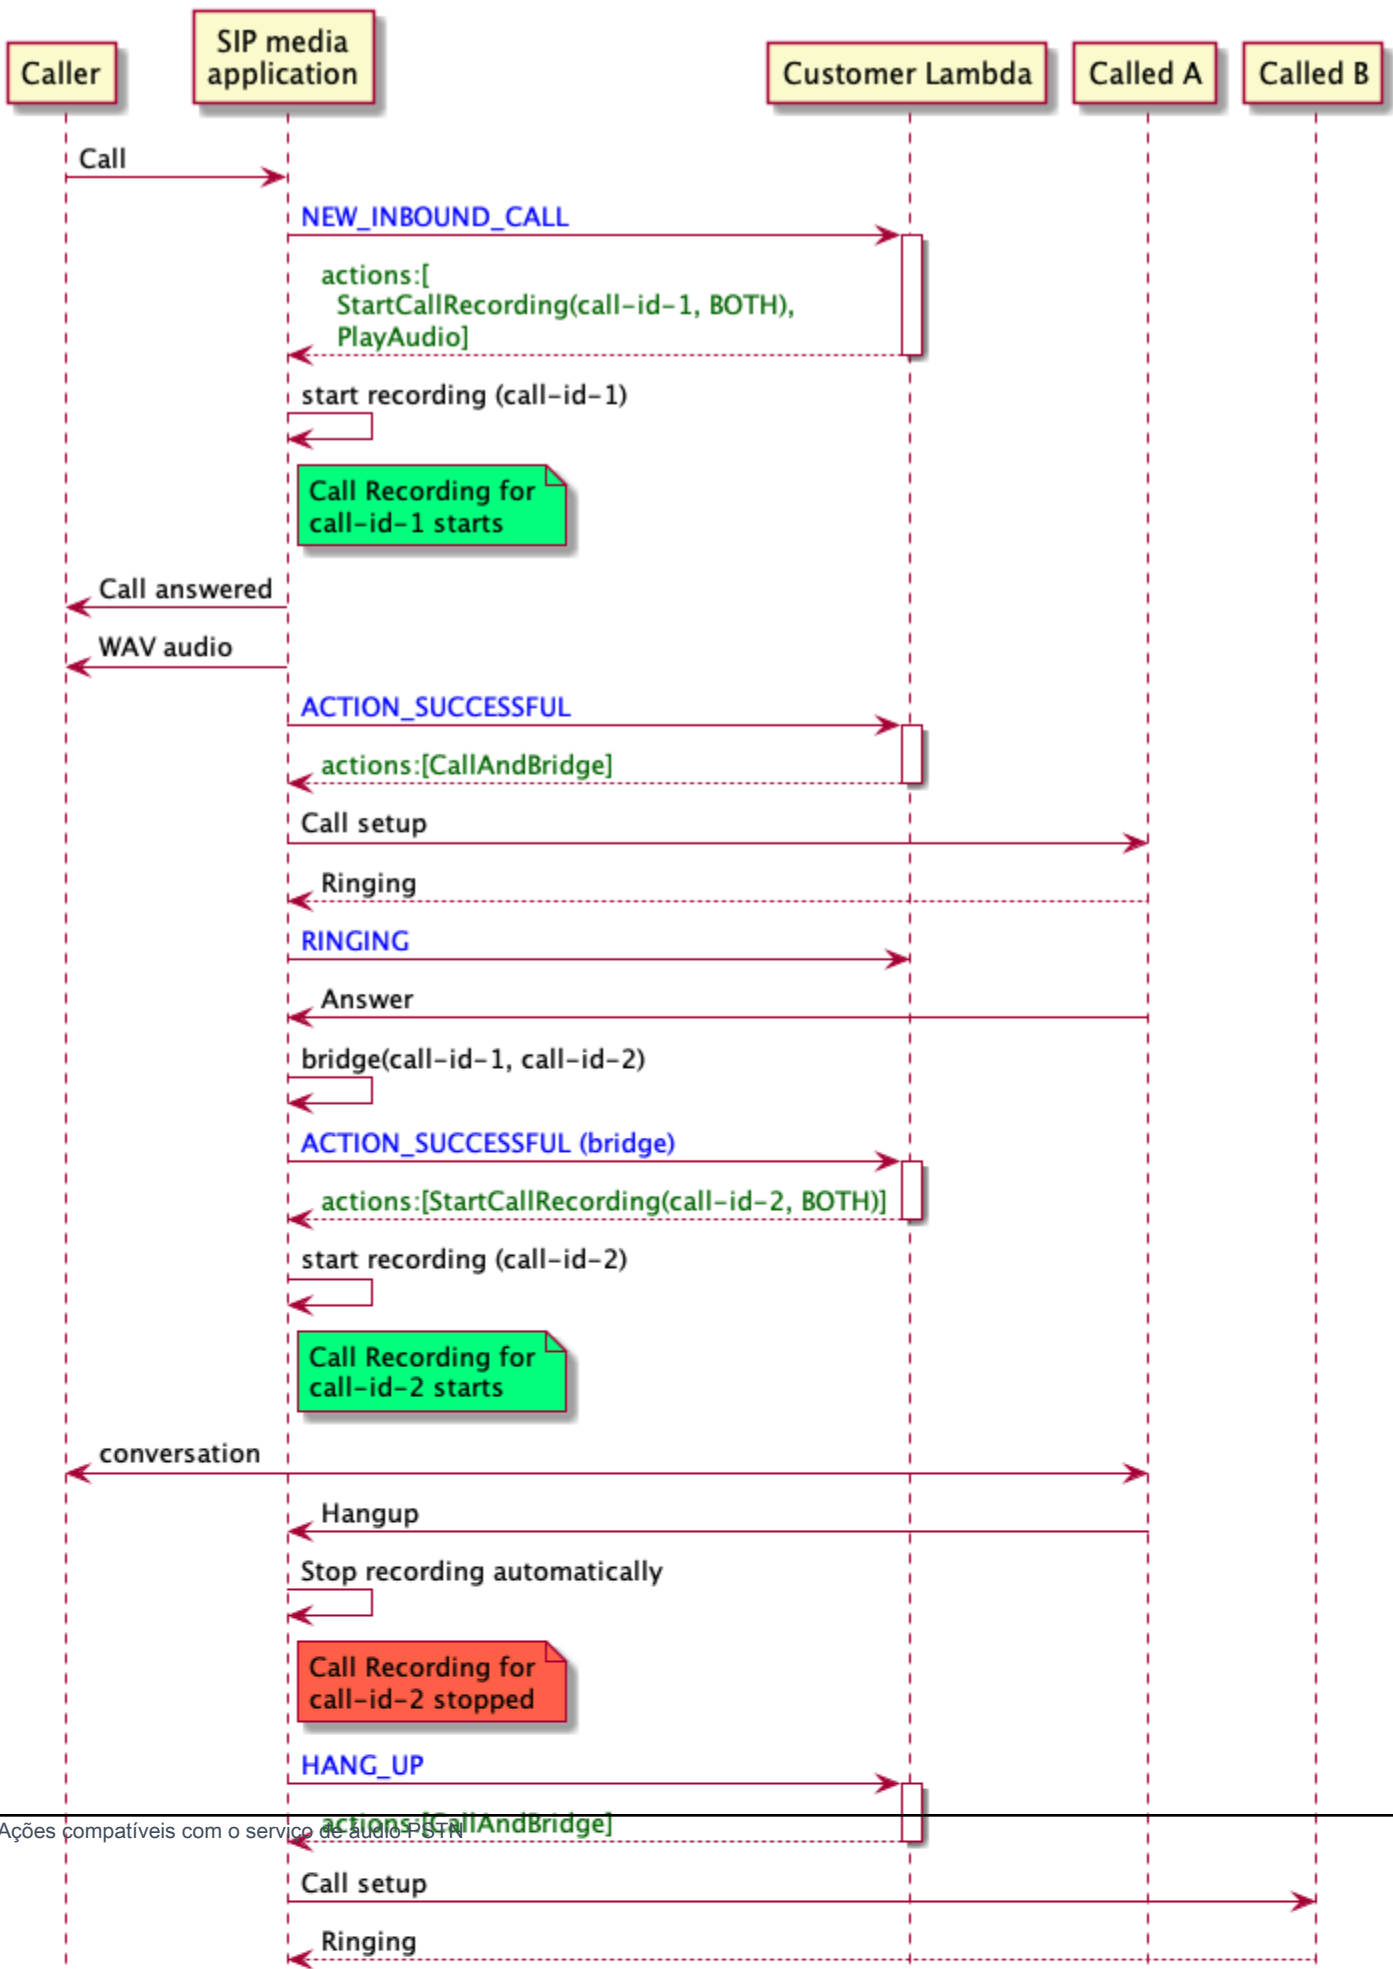 Caller
SIP media
application
Customer Lambda
Called A
Called B
Call
NEW_INBOUND_CALL
actions:[
StartCallRecording(call-id-1, BOTH),
PlayAudio]
start recording (call-id-1)
Call Recording for
call-id-1 starts
Call answered
WAV audio
ACTION_SUCCESSFUL
actions:[CallAndBridge]
Call setup
Ringing
RINGING
Answer
bridge(call-id-1, call-id-2)
ACTION_SUCCESSFUL (bridge)
actions:[StartCallRecording(call-id-2, BOTH)]
start recording (call-id-2)
Call Recording for
call-id-2 starts
conversation
Hangup
Stop recording automatically
Call Recording for
call-id-2 stopped
HANG_UP
actions:[CallAndBridge]
Ações compatíveis com o serviço de áudio PSTN
Call setup
Ringing